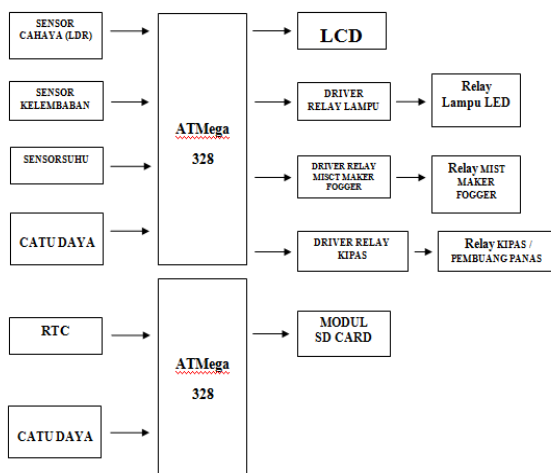 SENSOR
CAHAYA (LDR)
SENSOR
KELEMBABAN
SENSORSUHU
CATU DAYA
ATMega
328
LCD
DRIVER
RELAY LAMPU
Relay
Lampu LED
DRIVER RELAY
MISCT MAKER
FOGGER
Relay MIST
MAKER
FOGGER
DRIVER RELAY
KIPAS
Relay KIPAS /
PEMBUANG PANAS
RTC
CATU DAYA
ATMega
328
MODUL
SD CARD